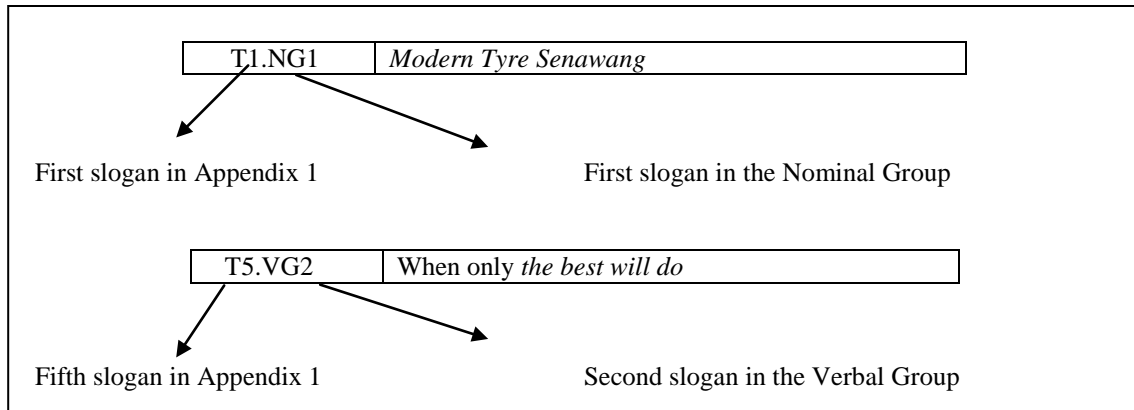 T1.NG1 Modern Tyre Senawang
First slogan in Appendix 1 First slogan in the Nominal Group
T5.VG2 When only the best will do
Fifth slogan in Appendix 1 Second slogan in the Verbal Group